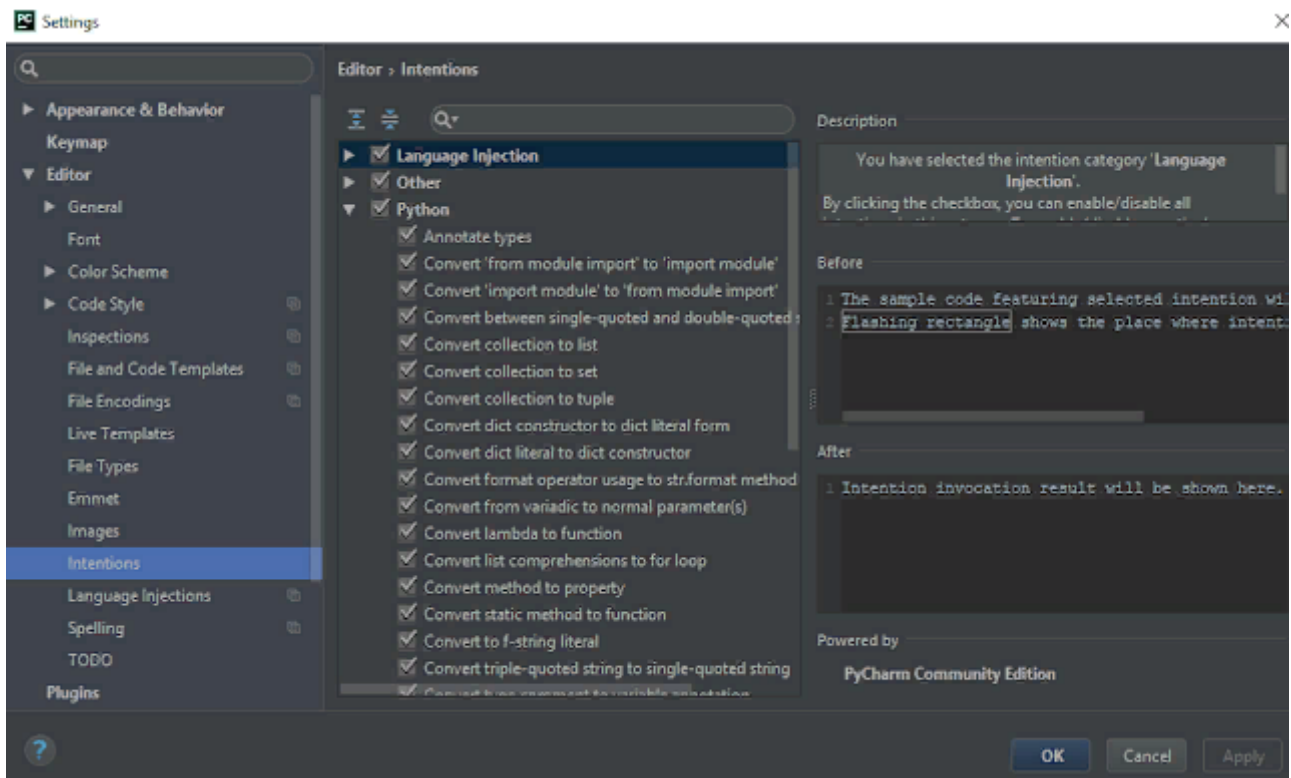 PC Settings
Appearance & Behavior
Keymap
Editor
General
Font
Color Scheme
Code Style
Inspections
File and Code Templates
File Encodings
Live Templates
File Types
Emmet
Images
Intentions
Language Injections
Spelling
TODO
Plugins
Editor › Intentions
Language Injection
Other
Python
Annotate types
Convert 'from module import' to 'import module'
Convert 'import module' to 'from module import'
Convert between single-quoted and double-quoted s
Convert collection to list
Convert collection to set
Convert collection to tuple
Convert dict constructor to dict literal form
Convert dict literal to dict constructor
Convert format operator usage to str.format method
Convert from variadic to normal parameter(s)
Convert lambda to function
Convert list comprehensions to for loop
Convert method to property
Convert static method to function
Convert to f-string literal
Convert triple-quoted string to single-quoted string
Convert type comment to variable annotation
Description
You have selected the intention category 'Language
Injection'.
By clicking the checkbox, you can enable/disable all
Before
1 The sample code featuring selected intention wi
2 Flashing rectangle shows the place where intent
After
1 Intention invocation result will be shown here.
Powered by
PyCharm Community Edition
?
OK
Cancel
Apply